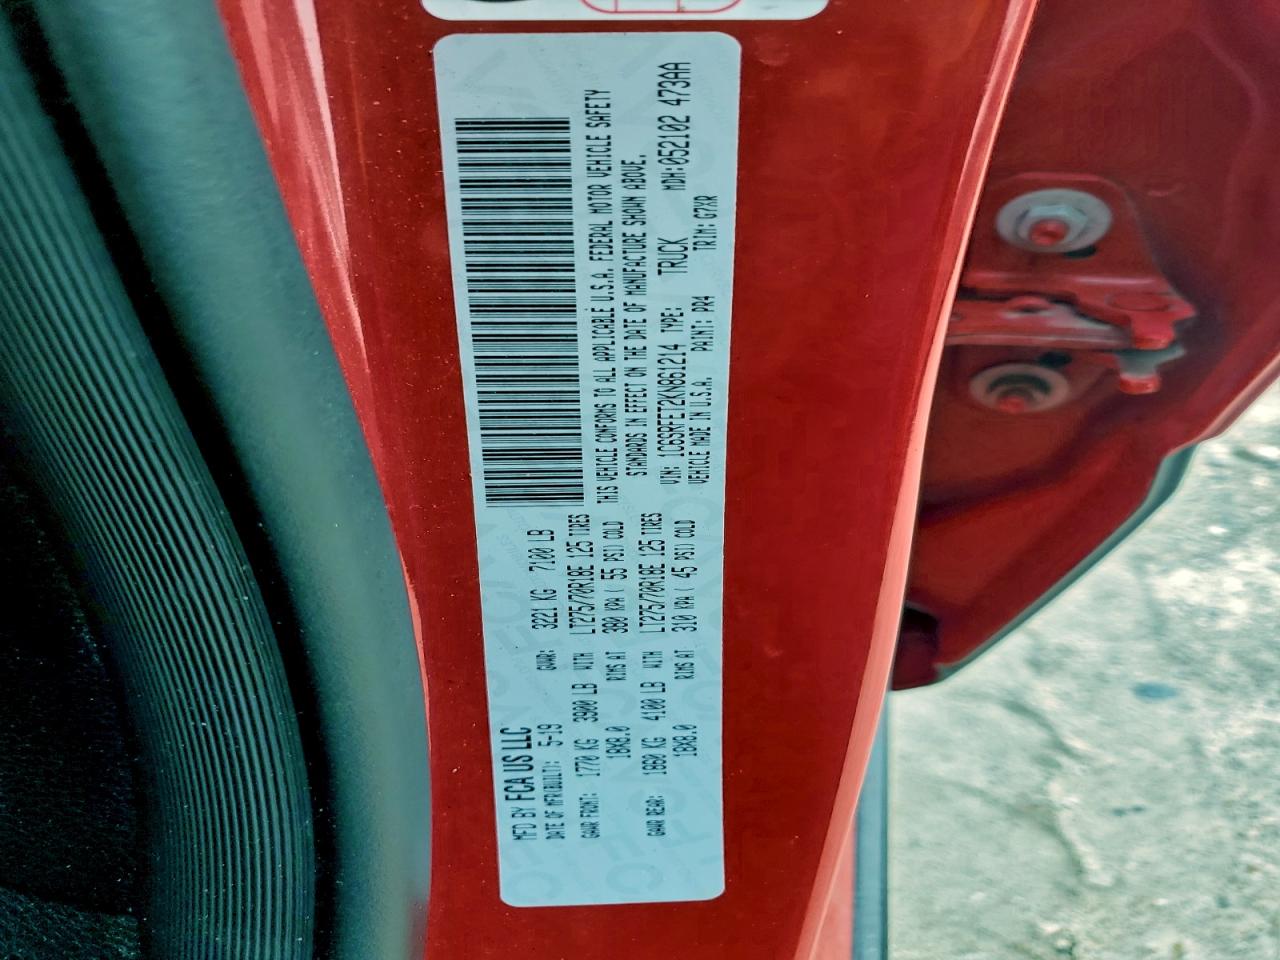 MFD BY FCA US LLC
DATE OF MFR(BUILT): 5-19 GVWR: 3221 KG 7100 LB
GAWR FRONT: 1770 KG 3900 LB WITH LT275/70R18E 125 TIRES
18X8.0 RIMS AT 380 KPA ( 55 PSI) COLD
GAWR REAR: 1860 KG 4100 LB WITH LT275/70R18E 125 TIRES
18X8.0 RIMS AT 310 KPA ( 45 PSI) COLD
THIS VEHICLE CONFORMS TO ALL APPLICABLE U.S.A. FEDERAL MOTOR VEHICLE SAFETY
STANDARDS IN EFFECT ON THE DATE OF MANUFACTURE SHOWN ABOVE.
VIN: 1C6SRFET2KN861214 TYPE: TRUCK MDH:052102 473AA
VEHICLE MADE IN U.S.A. PAINT: PR4 TRIM: G7XR